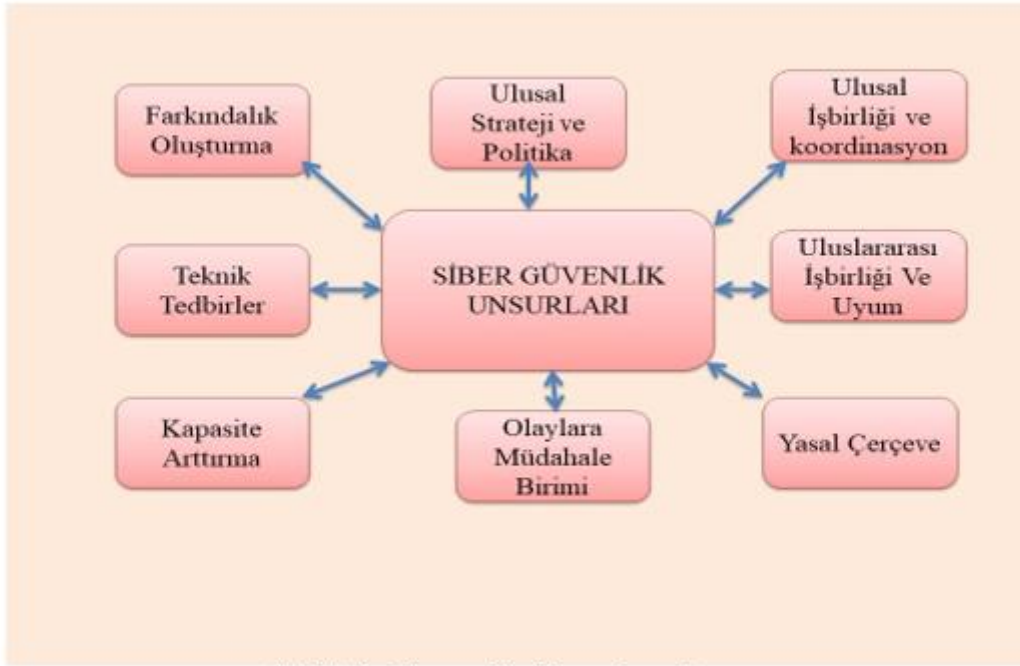 Farkındalık
Oluşturma
Ulusal
Strateji ve
Politika
Ulusal
İşbirliği ve
koordinasyon
Teknik
Tedbirler
SİBER GÜVENLİK
UNSURLARI
Uluslararası
İşbirliği Ve
Uyum
Kapasite
Arttırma
Olaylara
Müdahale
Birimi
Yasal Çerçeve